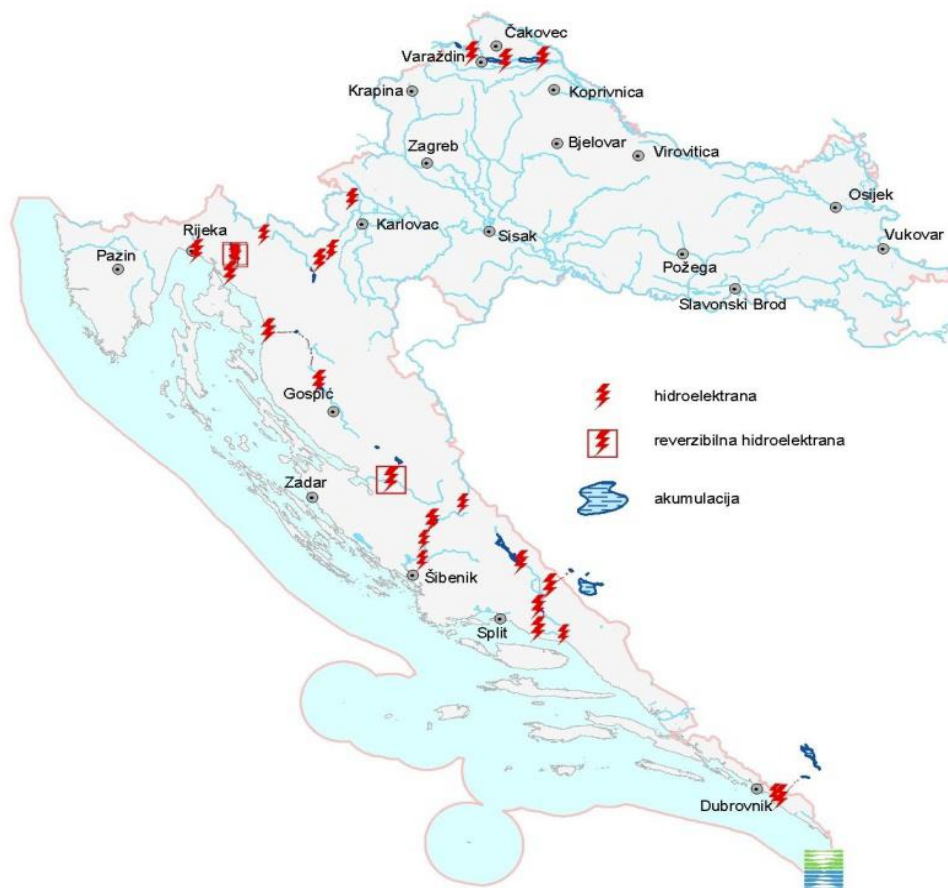 Čakovec
Varaždin
Krapina
Koprivnica
Bjelovar
Zagreb
Virovitica
Osijek
Karlovac
Rijeka
Sisak
Vukovar
Pazin
Požega
Slavonski Brod
Gospić
hidroelektrana
reverzibilna hidroelektrana
Zadar
akumulacija
Šibenik
Split
Dubrovnik